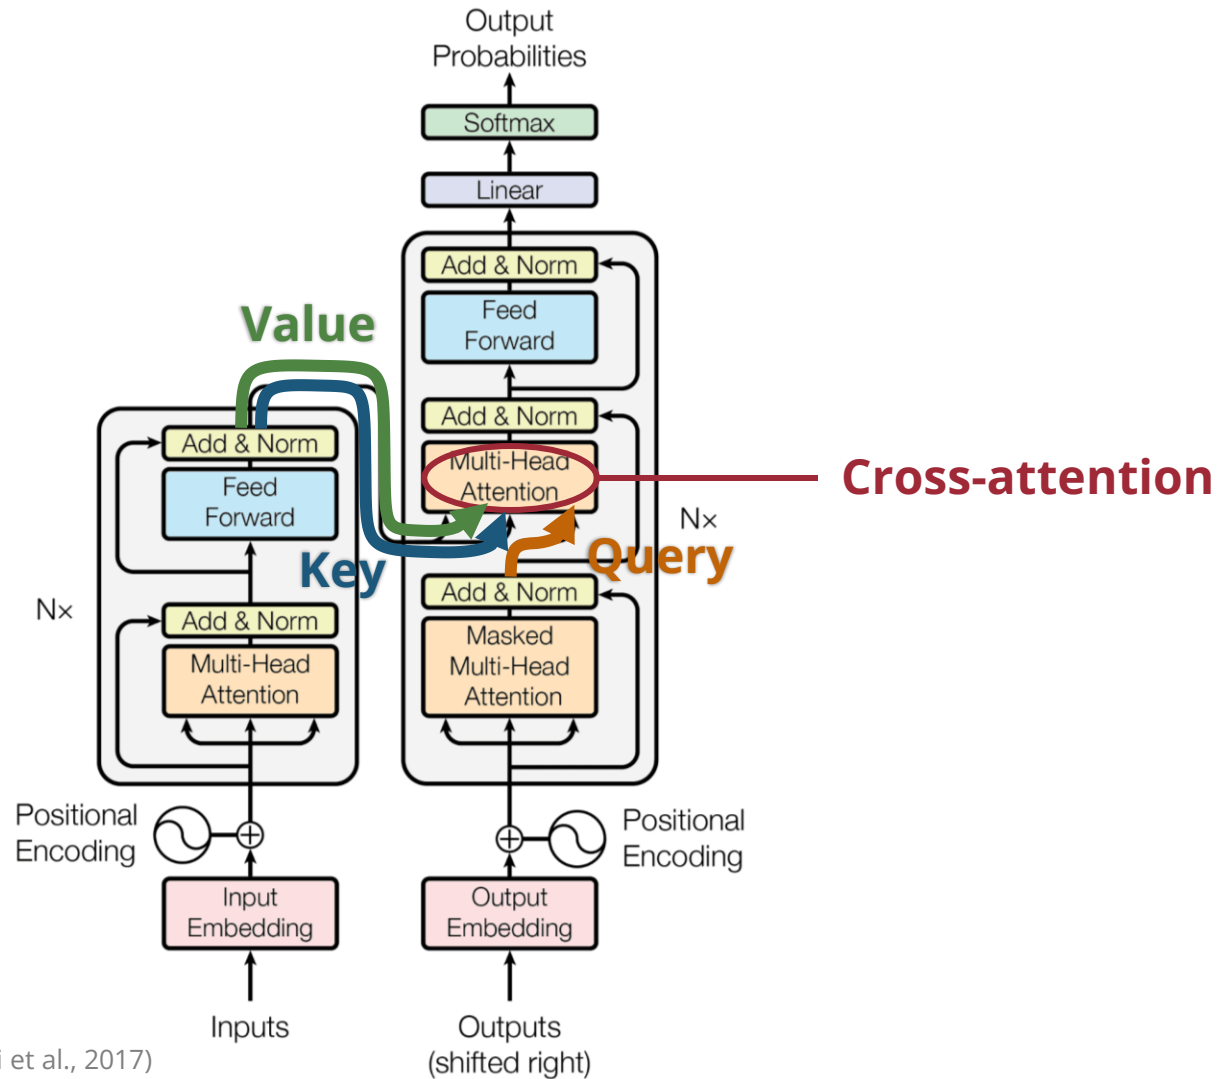 Output
Probabilities
Softmax
Linear
Add & Norm
Feed
Forward
Add & Norm
Multi-Head
Attention
Cross-attention
Nx
Query
Add & Norm
Masked
Multi-Head
Attention
Value
Key
Add & Norm
Feed
Forward
Nx
Add & Norm
Multi-Head
Attention
Positional
Encoding
Positional
Encoding
Input
Embedding
Output
Embedding
Inputs
Outputs
(shifted right)
i et al., 2017)